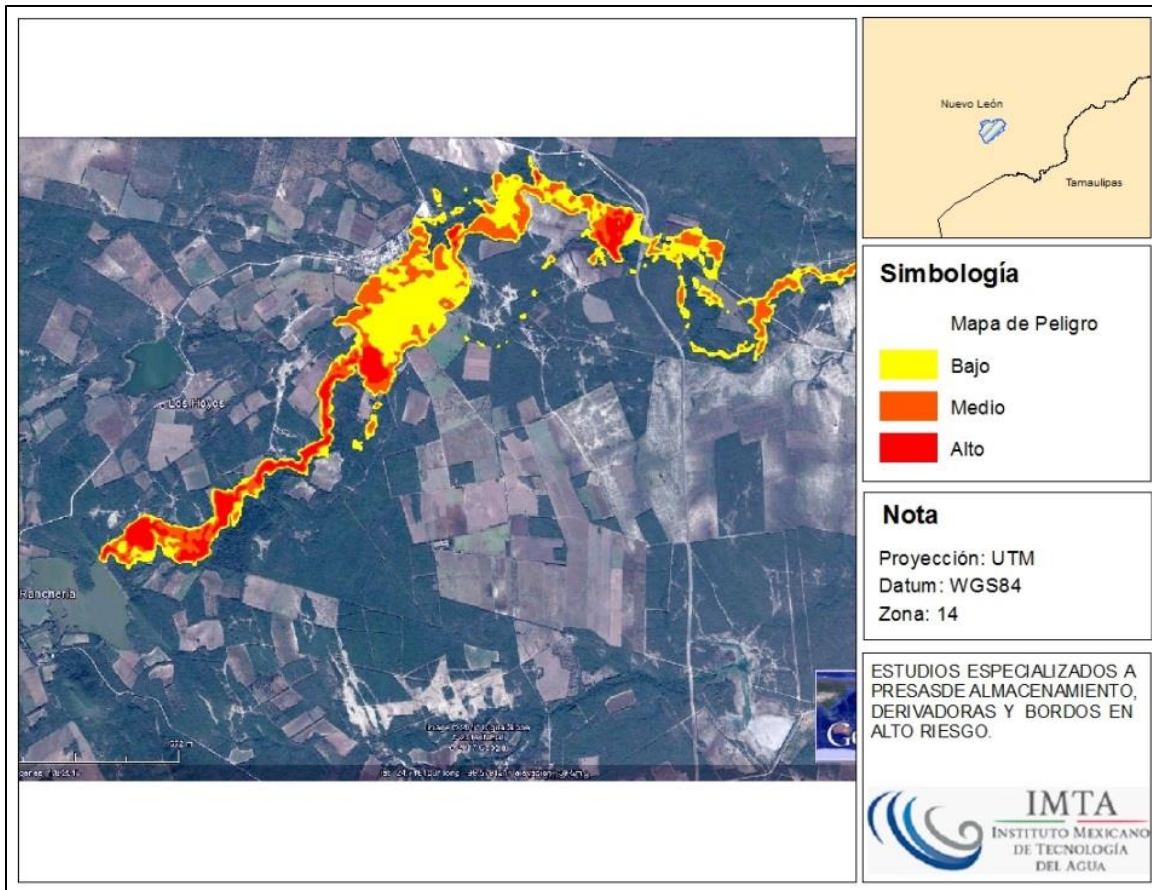 Nuevo León
Tamaulipas
Simbología
Mapa de Peligro
Bajo
Medio
Alto
Nota
Proyección: UTM
Datum: WGS84
Zona: 14
Los Hoyos
Ranchería
ESTUDIOS ESPECIALIZADOS A
PRESASDE ALMACENAMIENTO,
DERIVADORAS Y BORDOS EN
ALTO RIESGO.
IMTA
INSTITUTO MEXICANO
DE TECNOLOGÍA
DEL AGUA